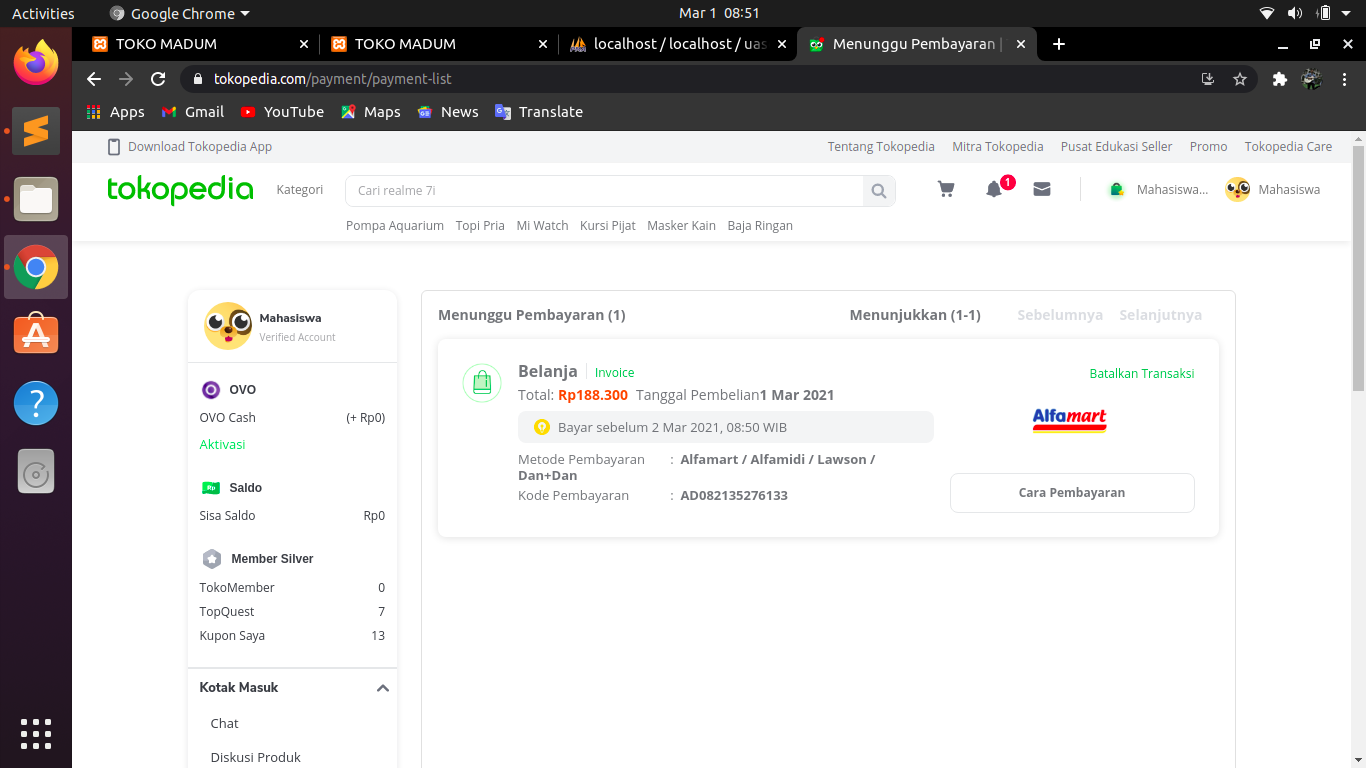 Activities
Google Chrome
Mar 1 08:51
TOKO MADUM
TOKO MADUM
localhost / localhost / uas
Menunggu Pembayaran |
tokopedia.com/payment/payment-list
Apps
Gmail
YouTube
Maps
News
Translate
Download Tokopedia App
Tentang Tokopedia
Mitra Tokopedia
Pusat Edukasi Seller
Promo
Tokopedia Care
tokopedia
Kategori
Cari realme 7i
1
Mahasiswa...
Mahasiswa
Pompa Aquarium
Topi Pria
Mi Watch
Kursi Pijat
Masker Kain
Baja Ringan
Mahasiswa
Verified Account
OVO
OVO Cash (+ Rp0)
Aktivasi
Rp Saldo
Sisa Saldo Rp0
Member Silver
TokoMember 0
TopQuest 7
Kupon Saya 13
Kotak Masuk
Chat
Diskusi Produk
Menunggu Pembayaran (1)
Menunjukkan (1-1)
Sebelumnya
Selanjutnya
Belanja
Invoice
Batalkan Transaksi
Total: Rp188.300 Tanggal Pembelian1 Mar 2021
Alfamart
Bayar sebelum 2 Mar 2021, 08:50 WIB
Metode Pembayaran : Alfamart / Alfamidi / Lawson /
Dan+Dan
Kode Pembayaran : AD082135276133
Cara Pembayaran